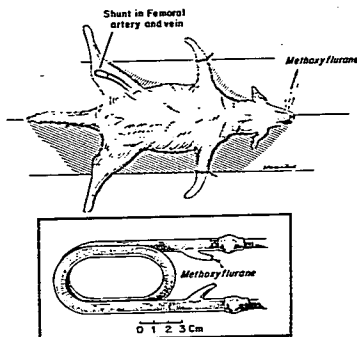 Shunt in Femoral
artery and vein
Methoxyflurane
Methoxyflurane
0 1 2 3 Cm